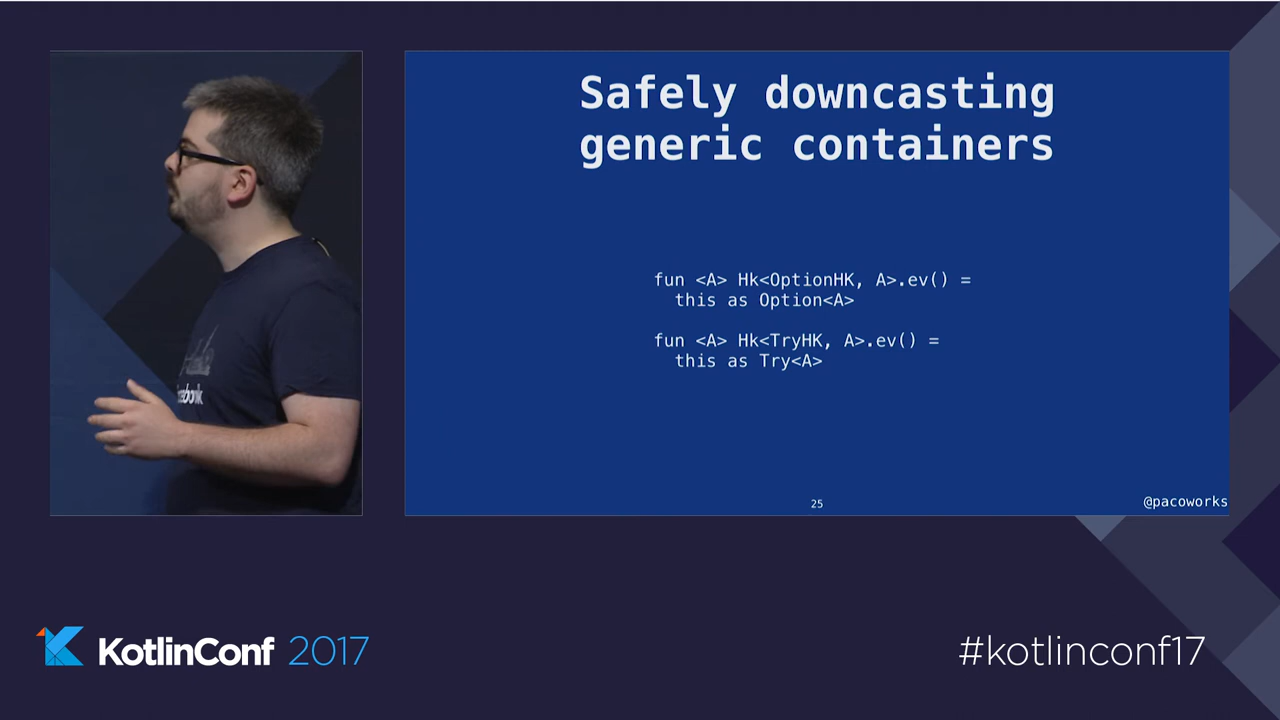 Safely downcasting
generic containers
fun <A> Hk<OptionHK, A>.ev() =
this as Option<A>
fun <A> Hk<TryHK, A>.ev() =
this as Try<A>
25
@pacoworks
KotlinConf 2017
#kotlinconf17